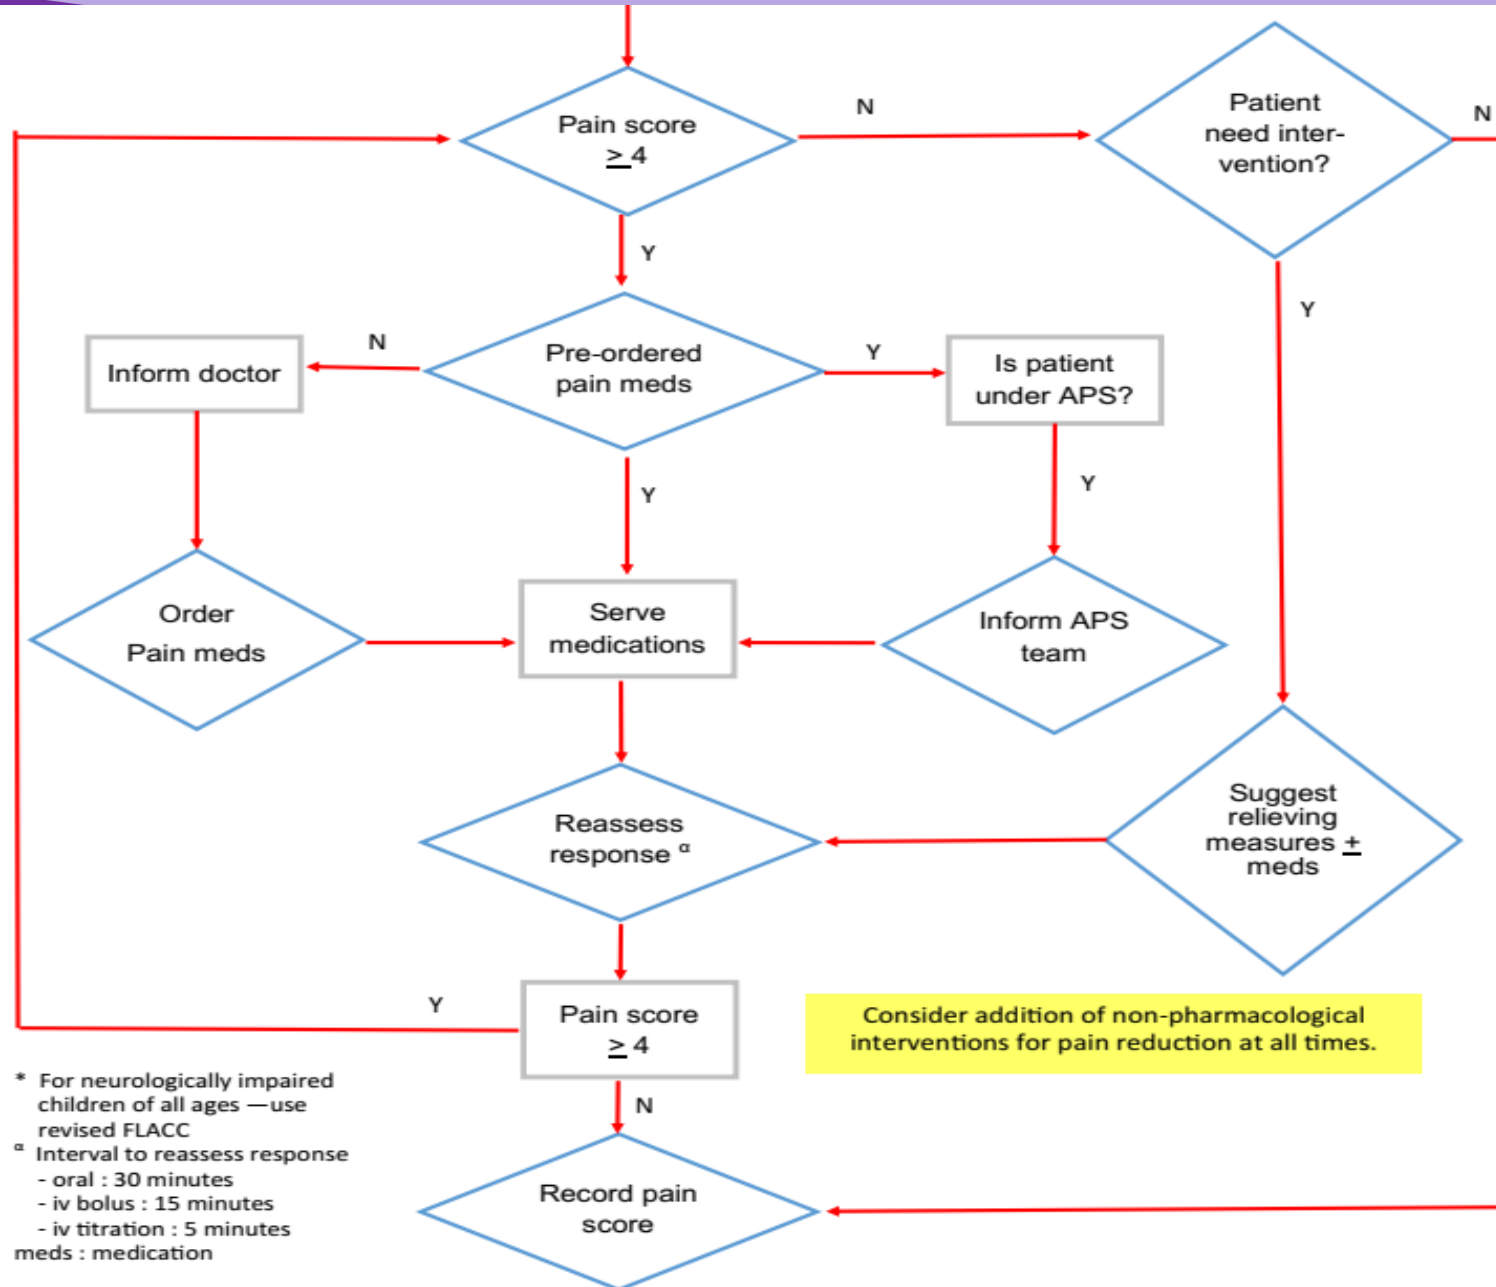 Pain score
≥ 4
N
Patient
need inter-
vention?
N
Y
Y
Inform doctor
N
Pre-ordered
pain meds
Y
Is patient
under APS?
Y
Y
Order
Pain meds
Serve
medications
Inform APS
team
Reassess
response α
Suggest
relieving
measures ±
meds
Y
Pain score
≥ 4
Consider addition of non-pharmacological
interventions for pain reduction at all times.
N
* For neurologically impaired
children of all ages —use
revised FLACC
α Interval to reassess response
- oral : 30 minutes
- iv bolus : 15 minutes
- iv titration : 5 minutes
meds : medication
Record pain
score